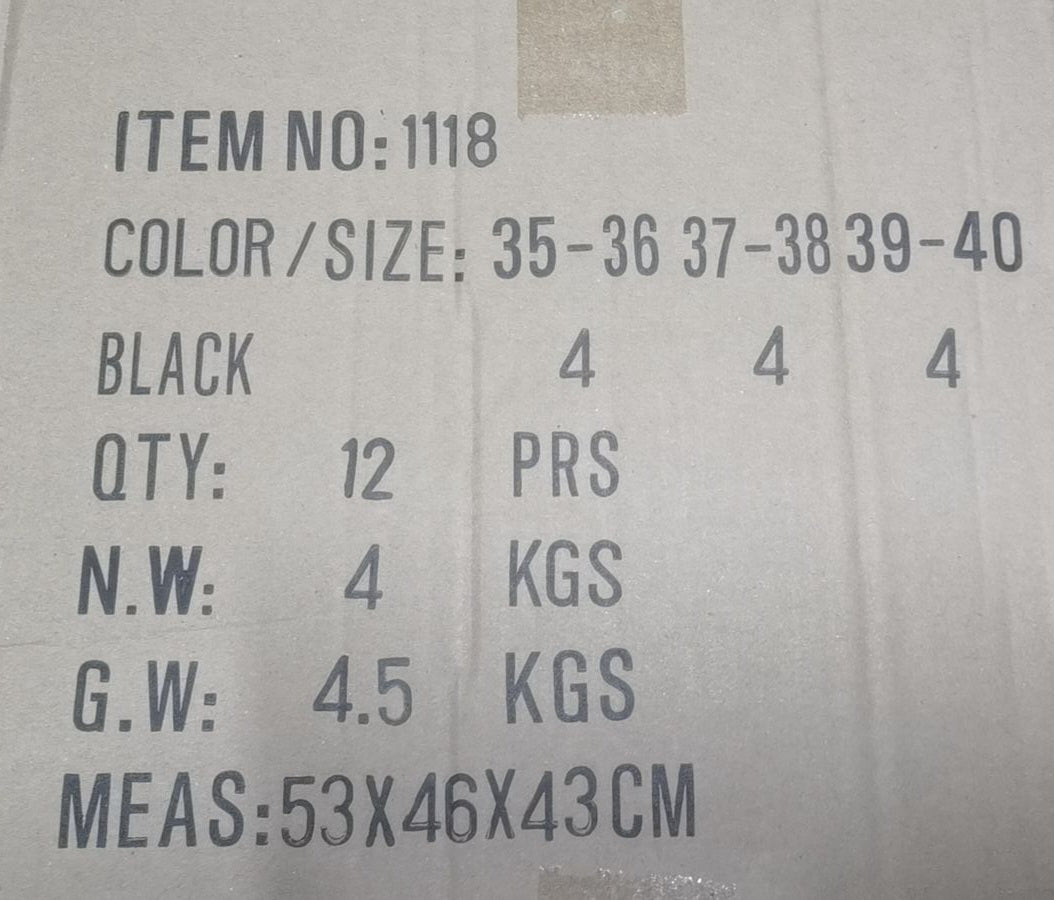 ITEM NO: 1118
COLOR/SIZE: 35-36 37-38 39-40
BLACK 4 4 4
QTY: 12 PRS
N.W: 4 KGS
G.W: 4.5 KGS
MEAS:53X46X43CM